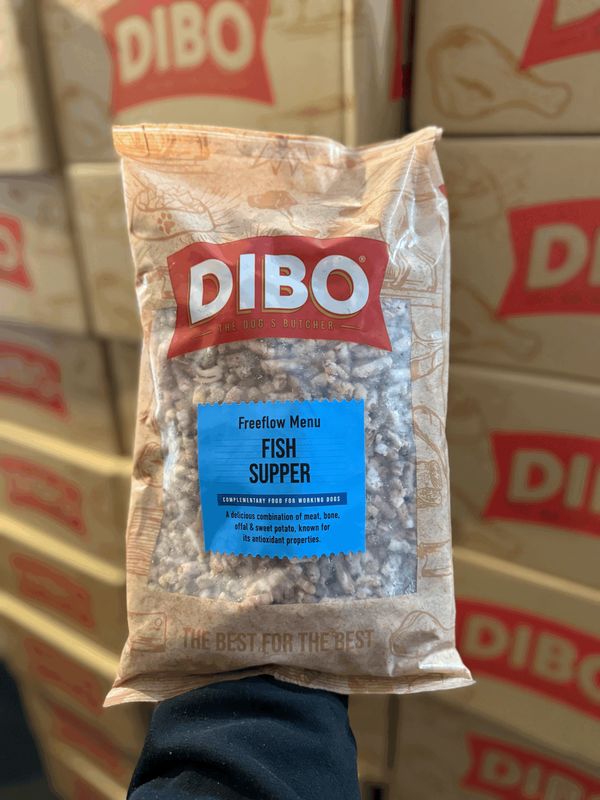 DIBO
DIBO
DIBO®
THE DOG'S BUTCHER
Freeflow Menu
FISH
SUPPER
COMPLEMENTARY FOOD FOR WORKING DOGS
A delicious combination of meat, bone,
offal & sweet potato, known for
its antioxidant properties.
THE BEST FOR THE BEST
DIBO
DIBO